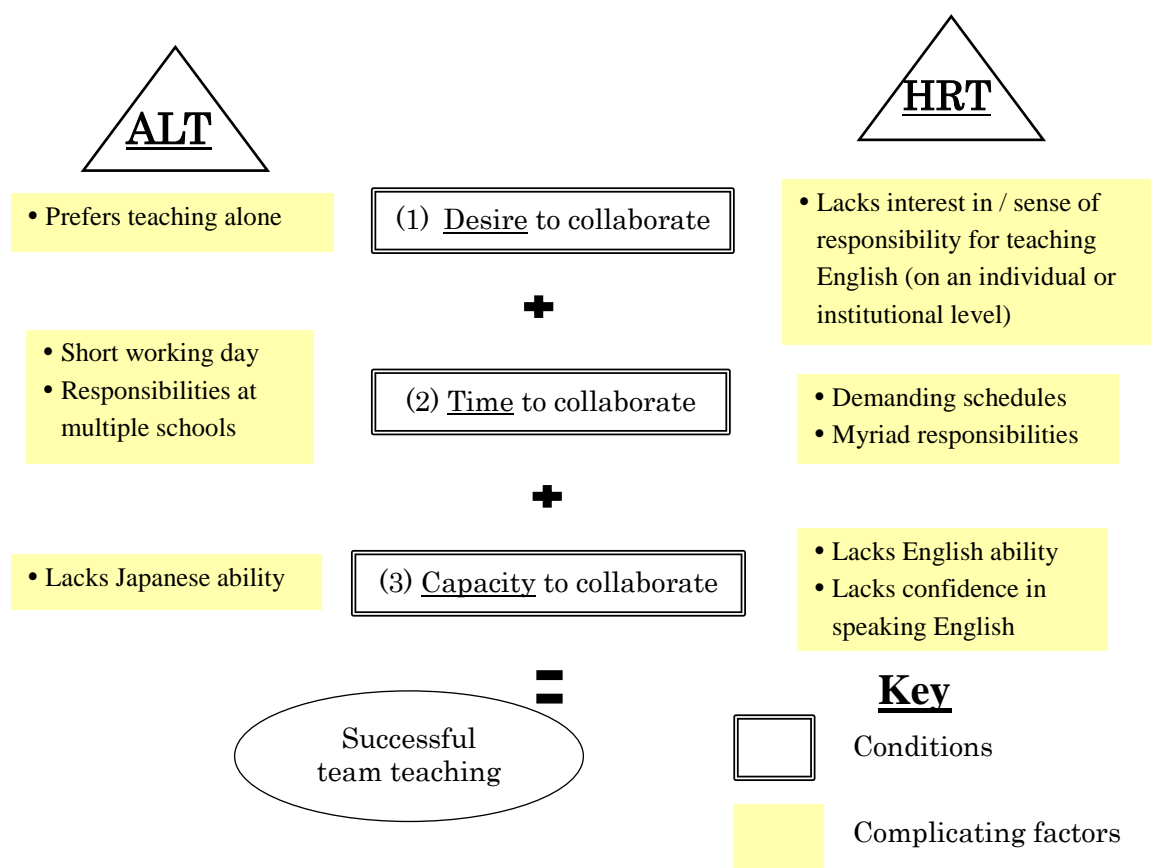 ALT
HRT
• Prefers teaching alone
(1) Desire to collaborate
• Lacks interest in / sense of
responsibility for teaching
English (on an individual or
institutional level)
+
• Short working day
• Responsibilities at
multiple schools
(2) Time to collaborate
• Demanding schedules
• Myriad responsibilities
+
• Lacks Japanese ability
(3) Capacity to collaborate
• Lacks English ability
• Lacks confidence in
speaking English
=
Successful
team teaching
Key
Conditions
Complicating factors